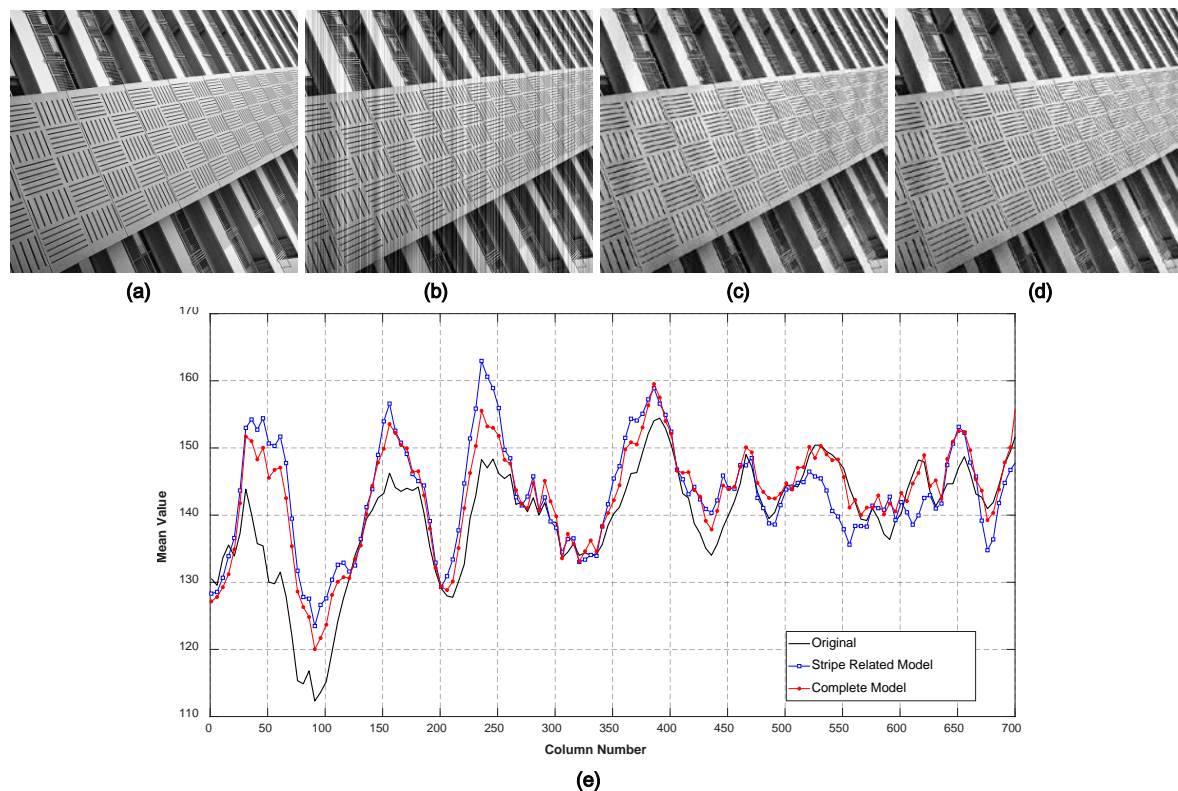 (a) (b) (c) (d)
170
160
150
140
130
120
110
Mean Value
0 50 100 150 200 250 300 350 400 450 500 550 600 650 700
Column Number
Original
Stripe Related Model
Complete Model
(e)